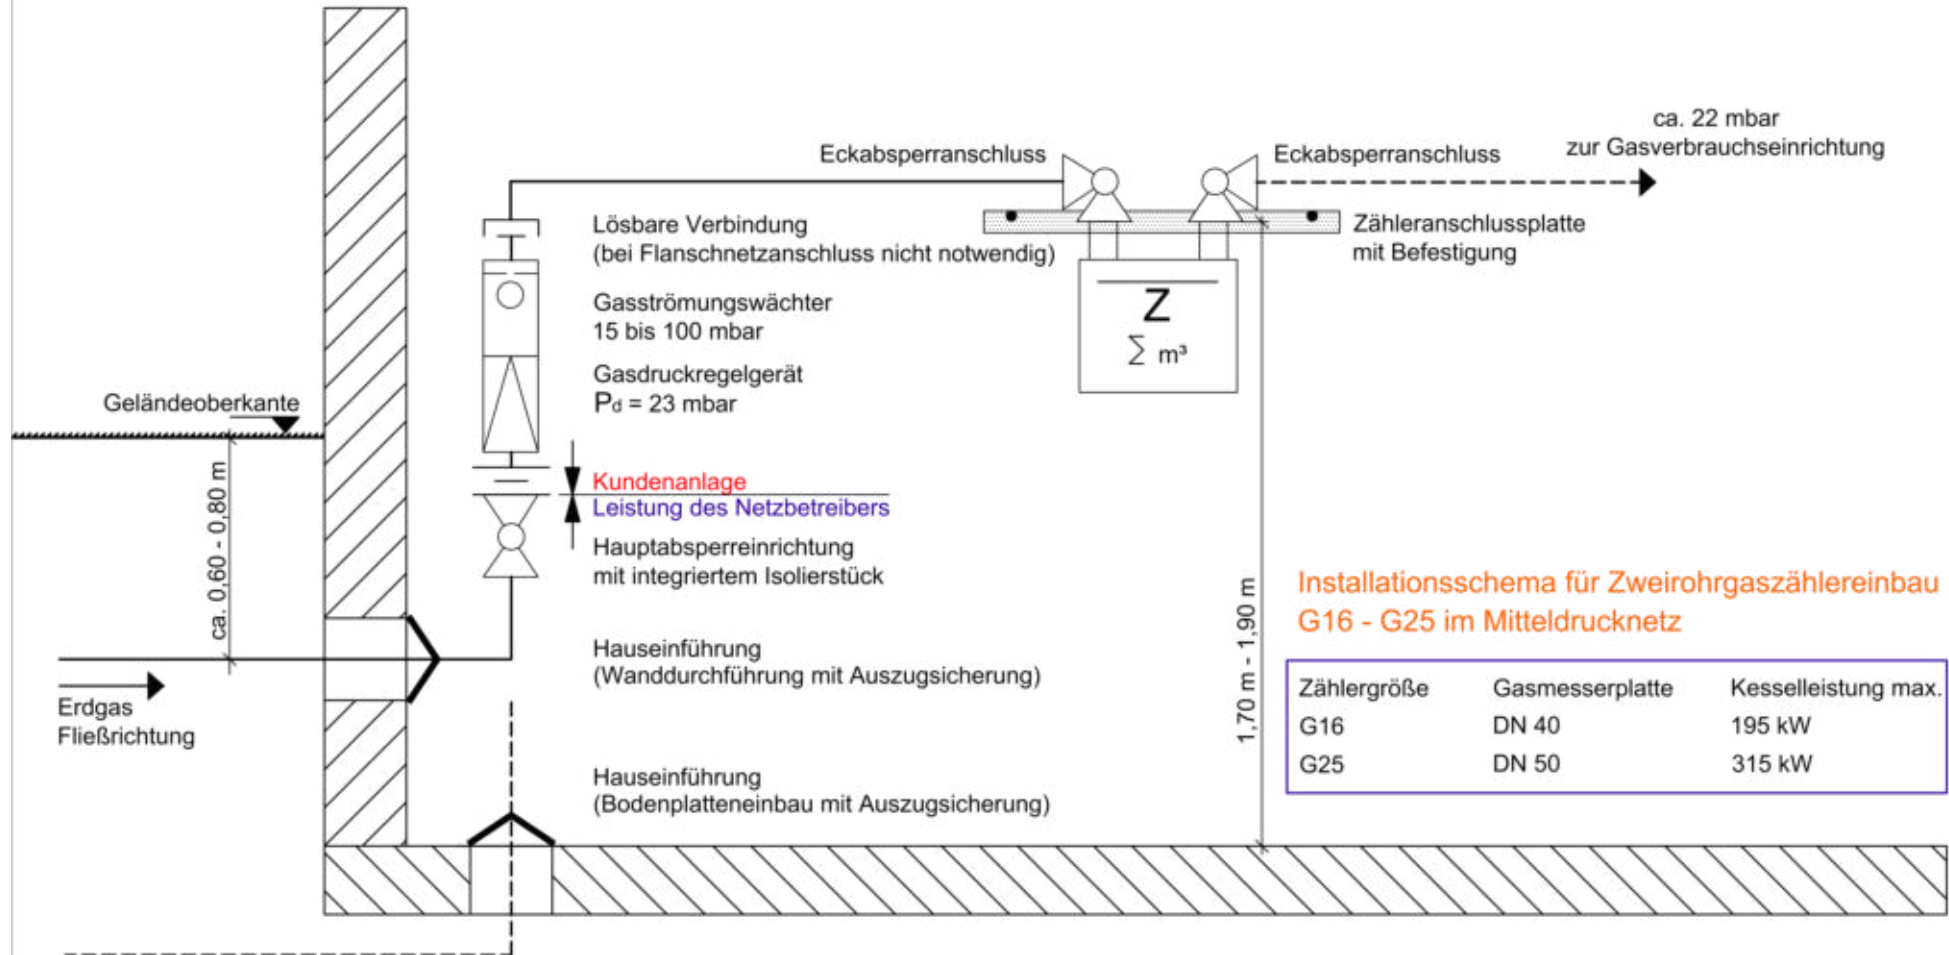 ca. 22 mbar
zur Gasverbrauchseinrichtung
Eckabsperranschluss
Eckabsperranschluss
Lösbare Verbindung
(bei Flanschnetzanschluss nicht notwendig)
Zähleranschlussplatte
mit Befestigung
Gasströmungswächter
15 bis 100 mbar
Z
∑ m³
Gasdruckregelgerät
Pd = 23 mbar
Geländeoberkante
ca. 0,60 - 0,80 m
Kundenanlage
Leistung des Netzbetreibers
Hauptabsperreinrichtung
mit integriertem Isolierstück
1,70 m - 1,90 m
Installationsschema für Zweirohrgaszählereinbau
G16 - G25 im Mitteldrucknetz
Hauseinführung
(Wanddurchführung mit Auszugsicherung)
Erdgas
Fließrichtung
Zählergröße Gasmesserplatte Kesselleistung max.
G16 DN 40 195 kW
G25 DN 50 315 kW
Hauseinführung
(Bodenplatteneinbau mit Auszugsicherung)